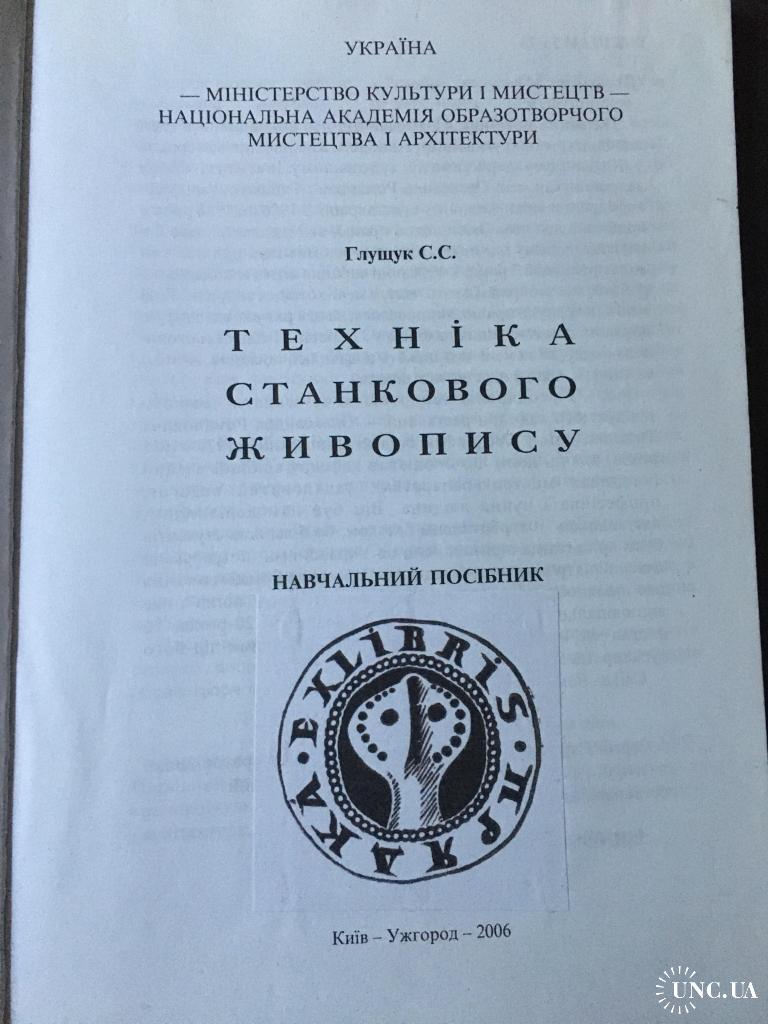 УКРАЇНА
— МІНІСТЕРСТВО КУЛЬТУРИ І МИСТЕЦТВ —
НАЦІОНАЛЬНА АКАДЕМІЯ ОБРАЗОТВОРЧОГО
МИСТЕЦТВА І АРХІТЕКТУРИ
Глущук С.С.
ТЕХНІКА
СТАНКОВОГО
ЖИВОПИСУ
НАВЧАЛЬНИЙ ПОСІБНИК
EXLIBRIS · ПРЯДКА ·
Київ – Ужгород – 2006
UNC.UA